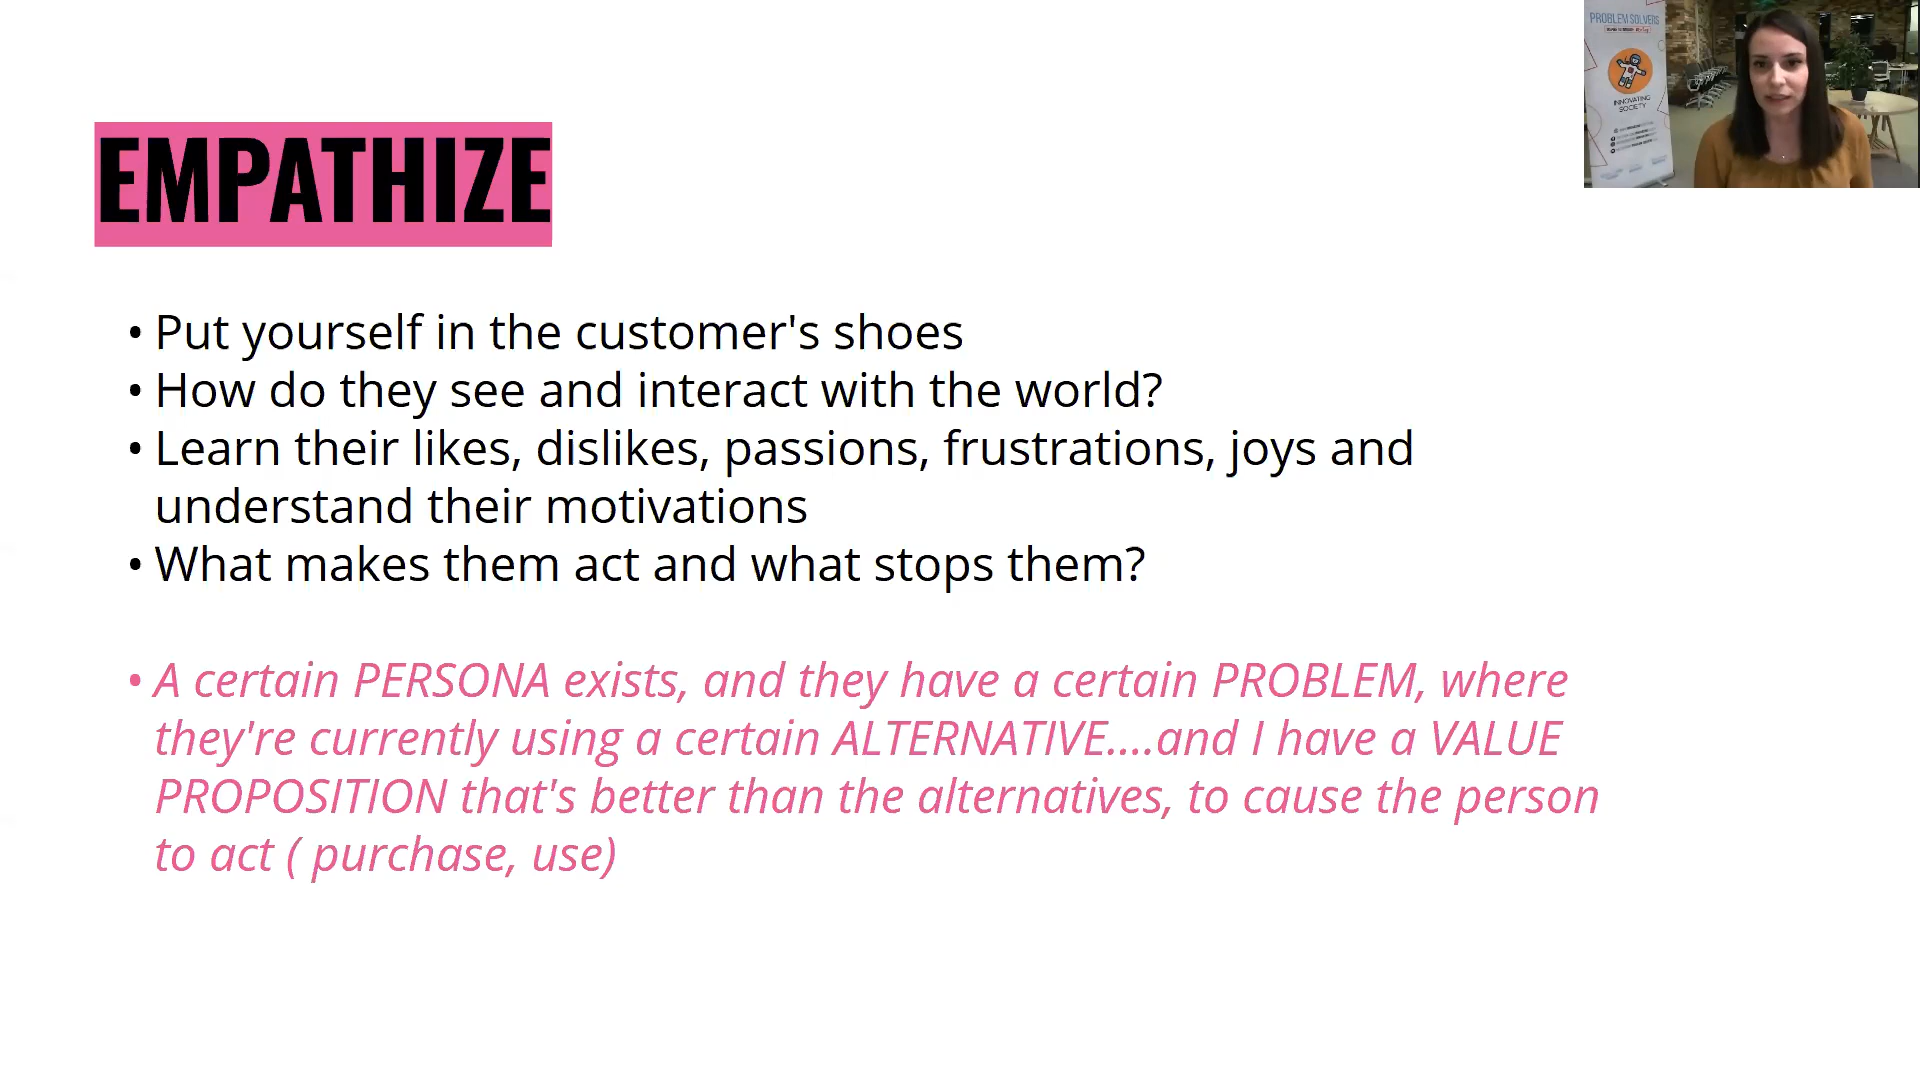 PROBLEM SOLVERS
INNOVATING
SOCIETY
EMPATHIZE
• Put yourself in the customer's shoes
• How do they see and interact with the world?
• Learn their likes, dislikes, passions, frustrations, joys and
understand their motivations
• What makes them act and what stops them?
• A certain PERSONA exists, and they have a certain PROBLEM, where
they're currently using a certain ALTERNATIVE....and I have a VALUE
PROPOSITION that's better than the alternatives, to cause the person
to act ( purchase, use)